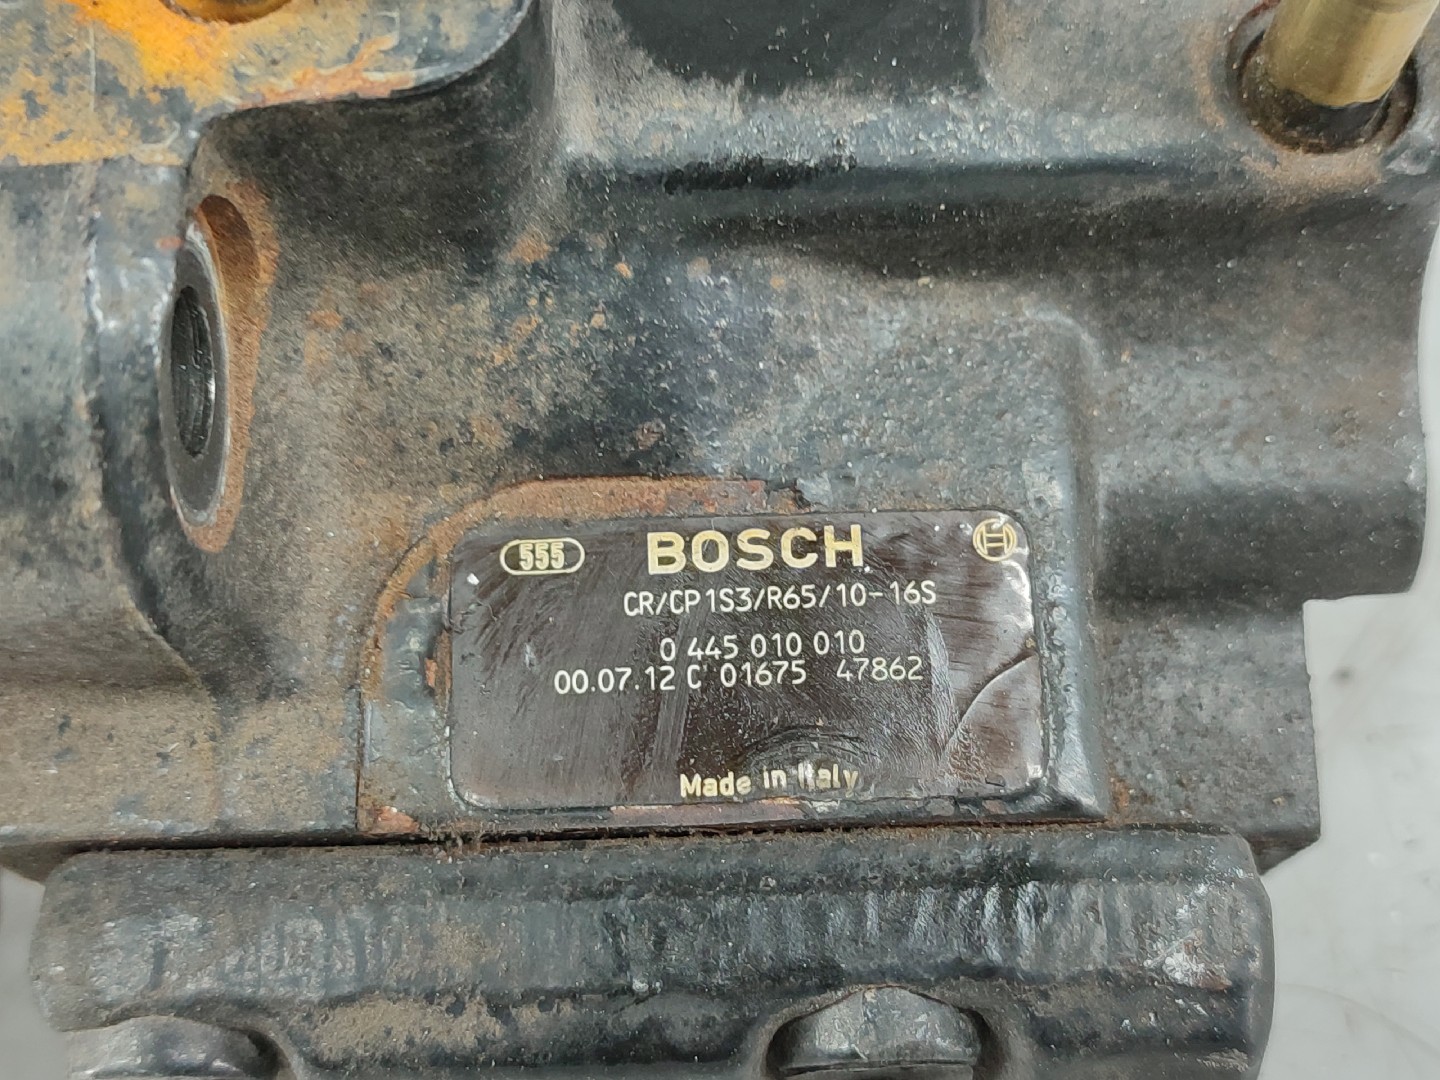 555 BOSCH
CR/CP1S3/R65/10-16S
0 445 010 010
00.07.12 C 01675 47862
Made in Italy